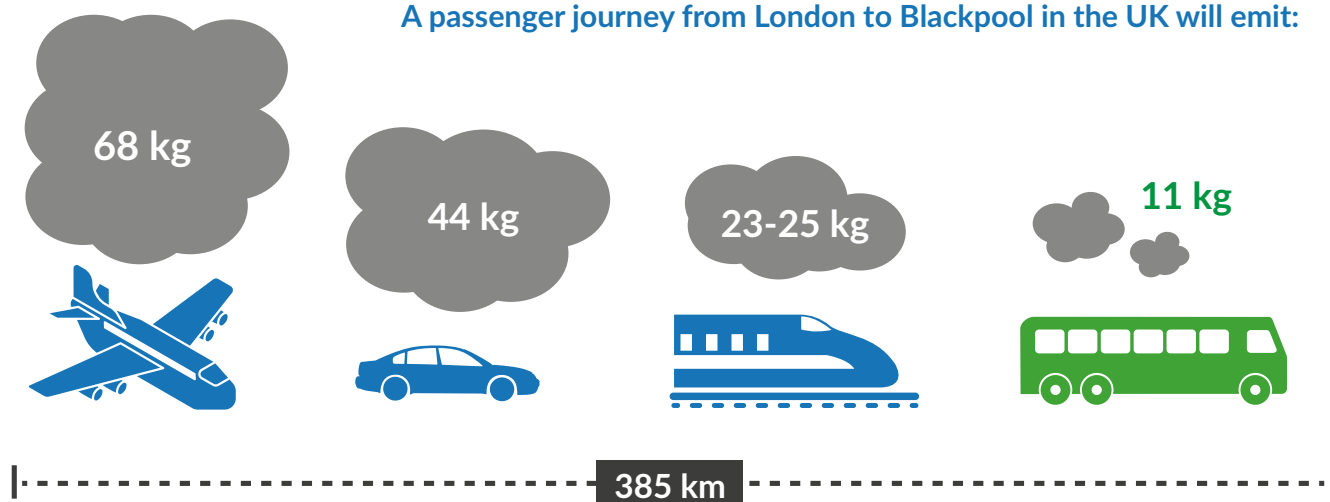 A passenger journey from London to Blackpool in the UK will emit:
68 kg
44 kg
23-25 kg
11 kg
385 km